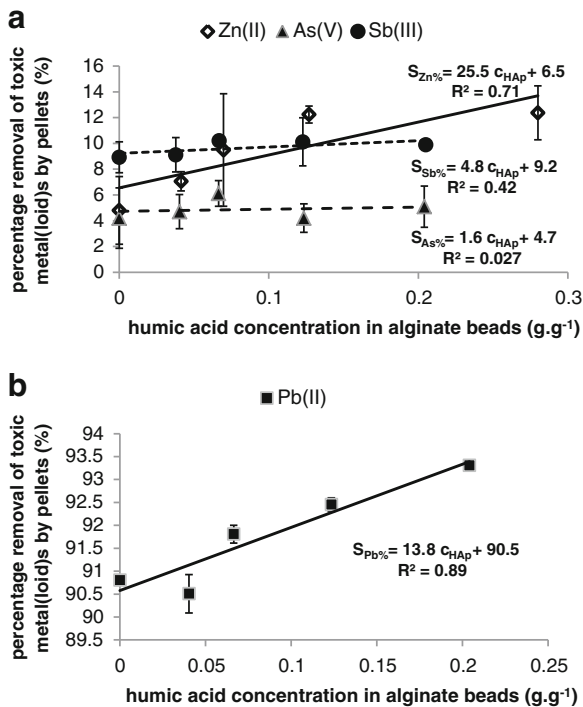 a
Zn(II) As(V) Sb(III)
percentage removal of toxic
metal(loid)s by pellets (%)
16
14
12
10
8
6
4
2
0
S_Zn% = 25.5 c_HAp + 6.5
R² = 0.71
S_Sb% = 4.8 c_HAp + 9.2
R² = 0.42
S_As% = 1.6 c_HAp + 4.7
R² = 0.027
0 0.1 0.2 0.3
humic acid concentration in alginate beads (g.g⁻¹)
b
Pb(II)
percentage removal of toxic
metal(loid)s by pellets (%)
94
93.5
93
92.5
92
91.5
91
90.5
90
89.5
S_Pb% = 13.8 c_HAp + 90.5
R² = 0.89
0 0.05 0.1 0.15 0.2 0.25
humic acid concentration in alginate beads (g.g⁻¹)